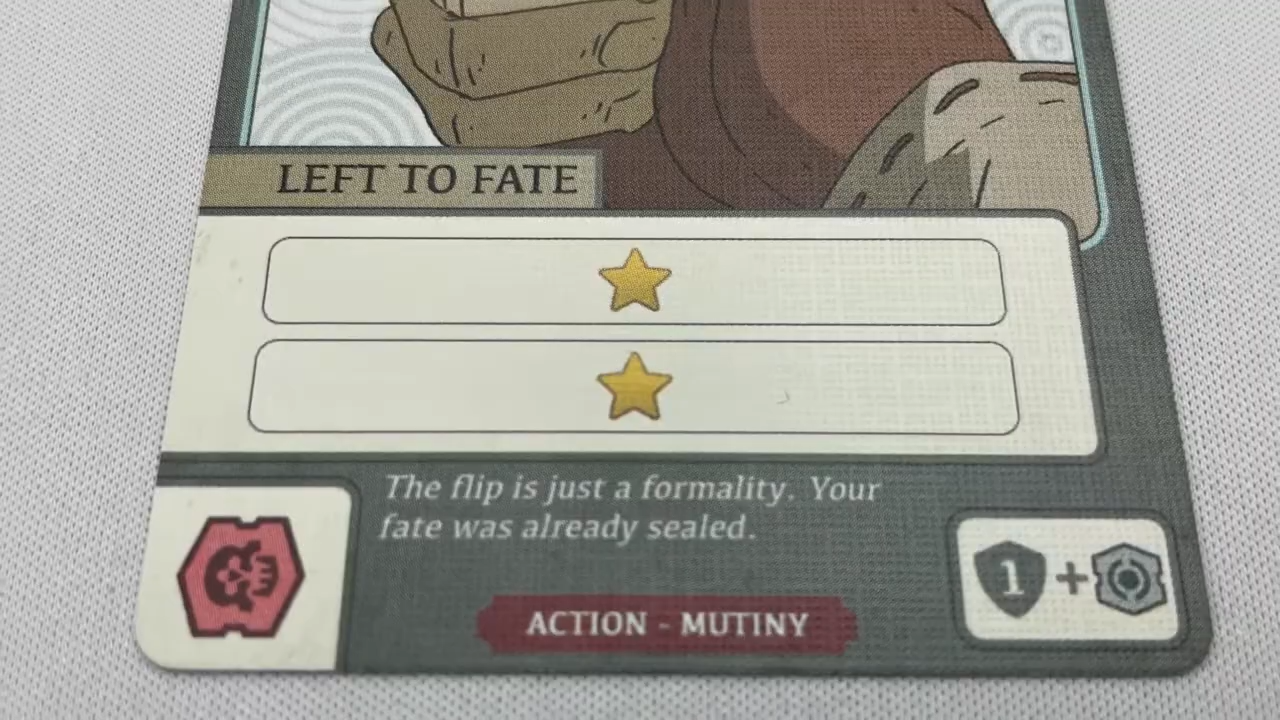 LEFT TO FATE
The flip is just a formality. Your
fate was already sealed.
1 +
ACTION - MUTINY